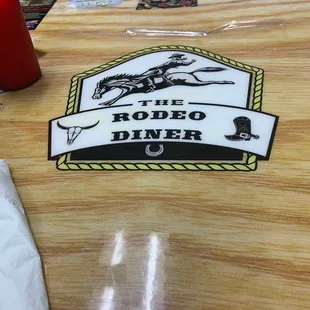 THE
RODEO
DINER